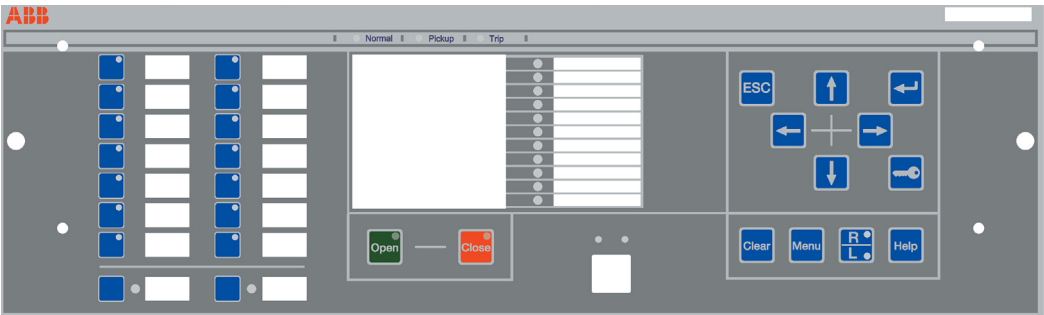 ABB
Normal Pickup Trip
ESC
Open Close
Clear Menu R L Help